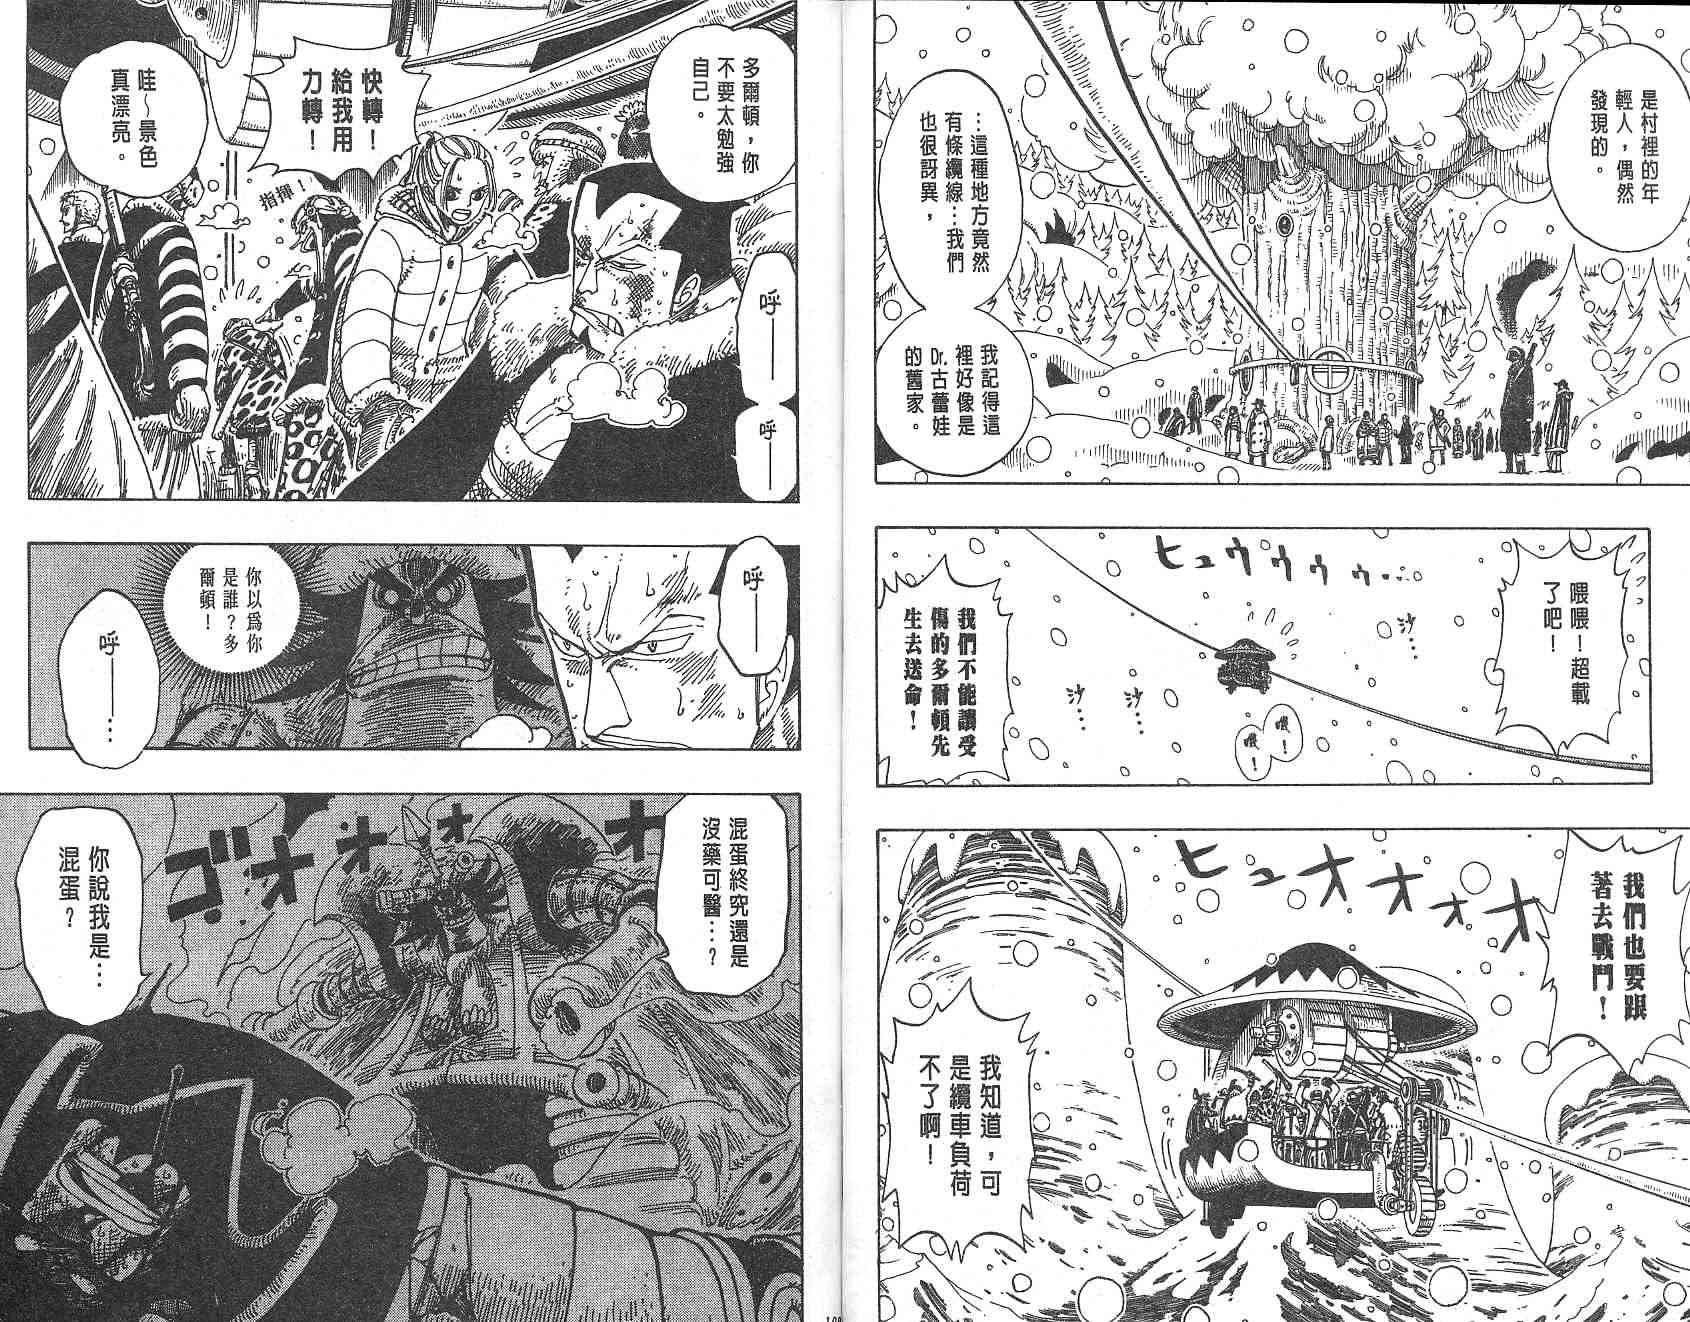 是村裡的年
輕人，偶然
發現的。
…這種地方竟然
有條纜線…我們
也很訝異，
我記得這
裡好像是
Dr.古蕾娃
的舊家。
喂喂！超載
了吧！
ヒュウウゥゥ…
沙…
沙…
沙…
喂！
喂！
我們不能讓受
傷的多爾頓先
生去送命！
我們也要跟
著去戰鬥！
ヒュオオオオ
我知道，可
是纜車負荷
不了啊！
多爾頓，你
不要太勉強
自己。
快轉！
給我用
力轉！
指揮！
哇～景色
真漂亮。
呼——
呼—
呼——
你以為你
是誰？多
爾頓！
呼——…
混蛋終究還是
沒藥可醫…？
ゴオオオオ
你說我是…
混蛋？